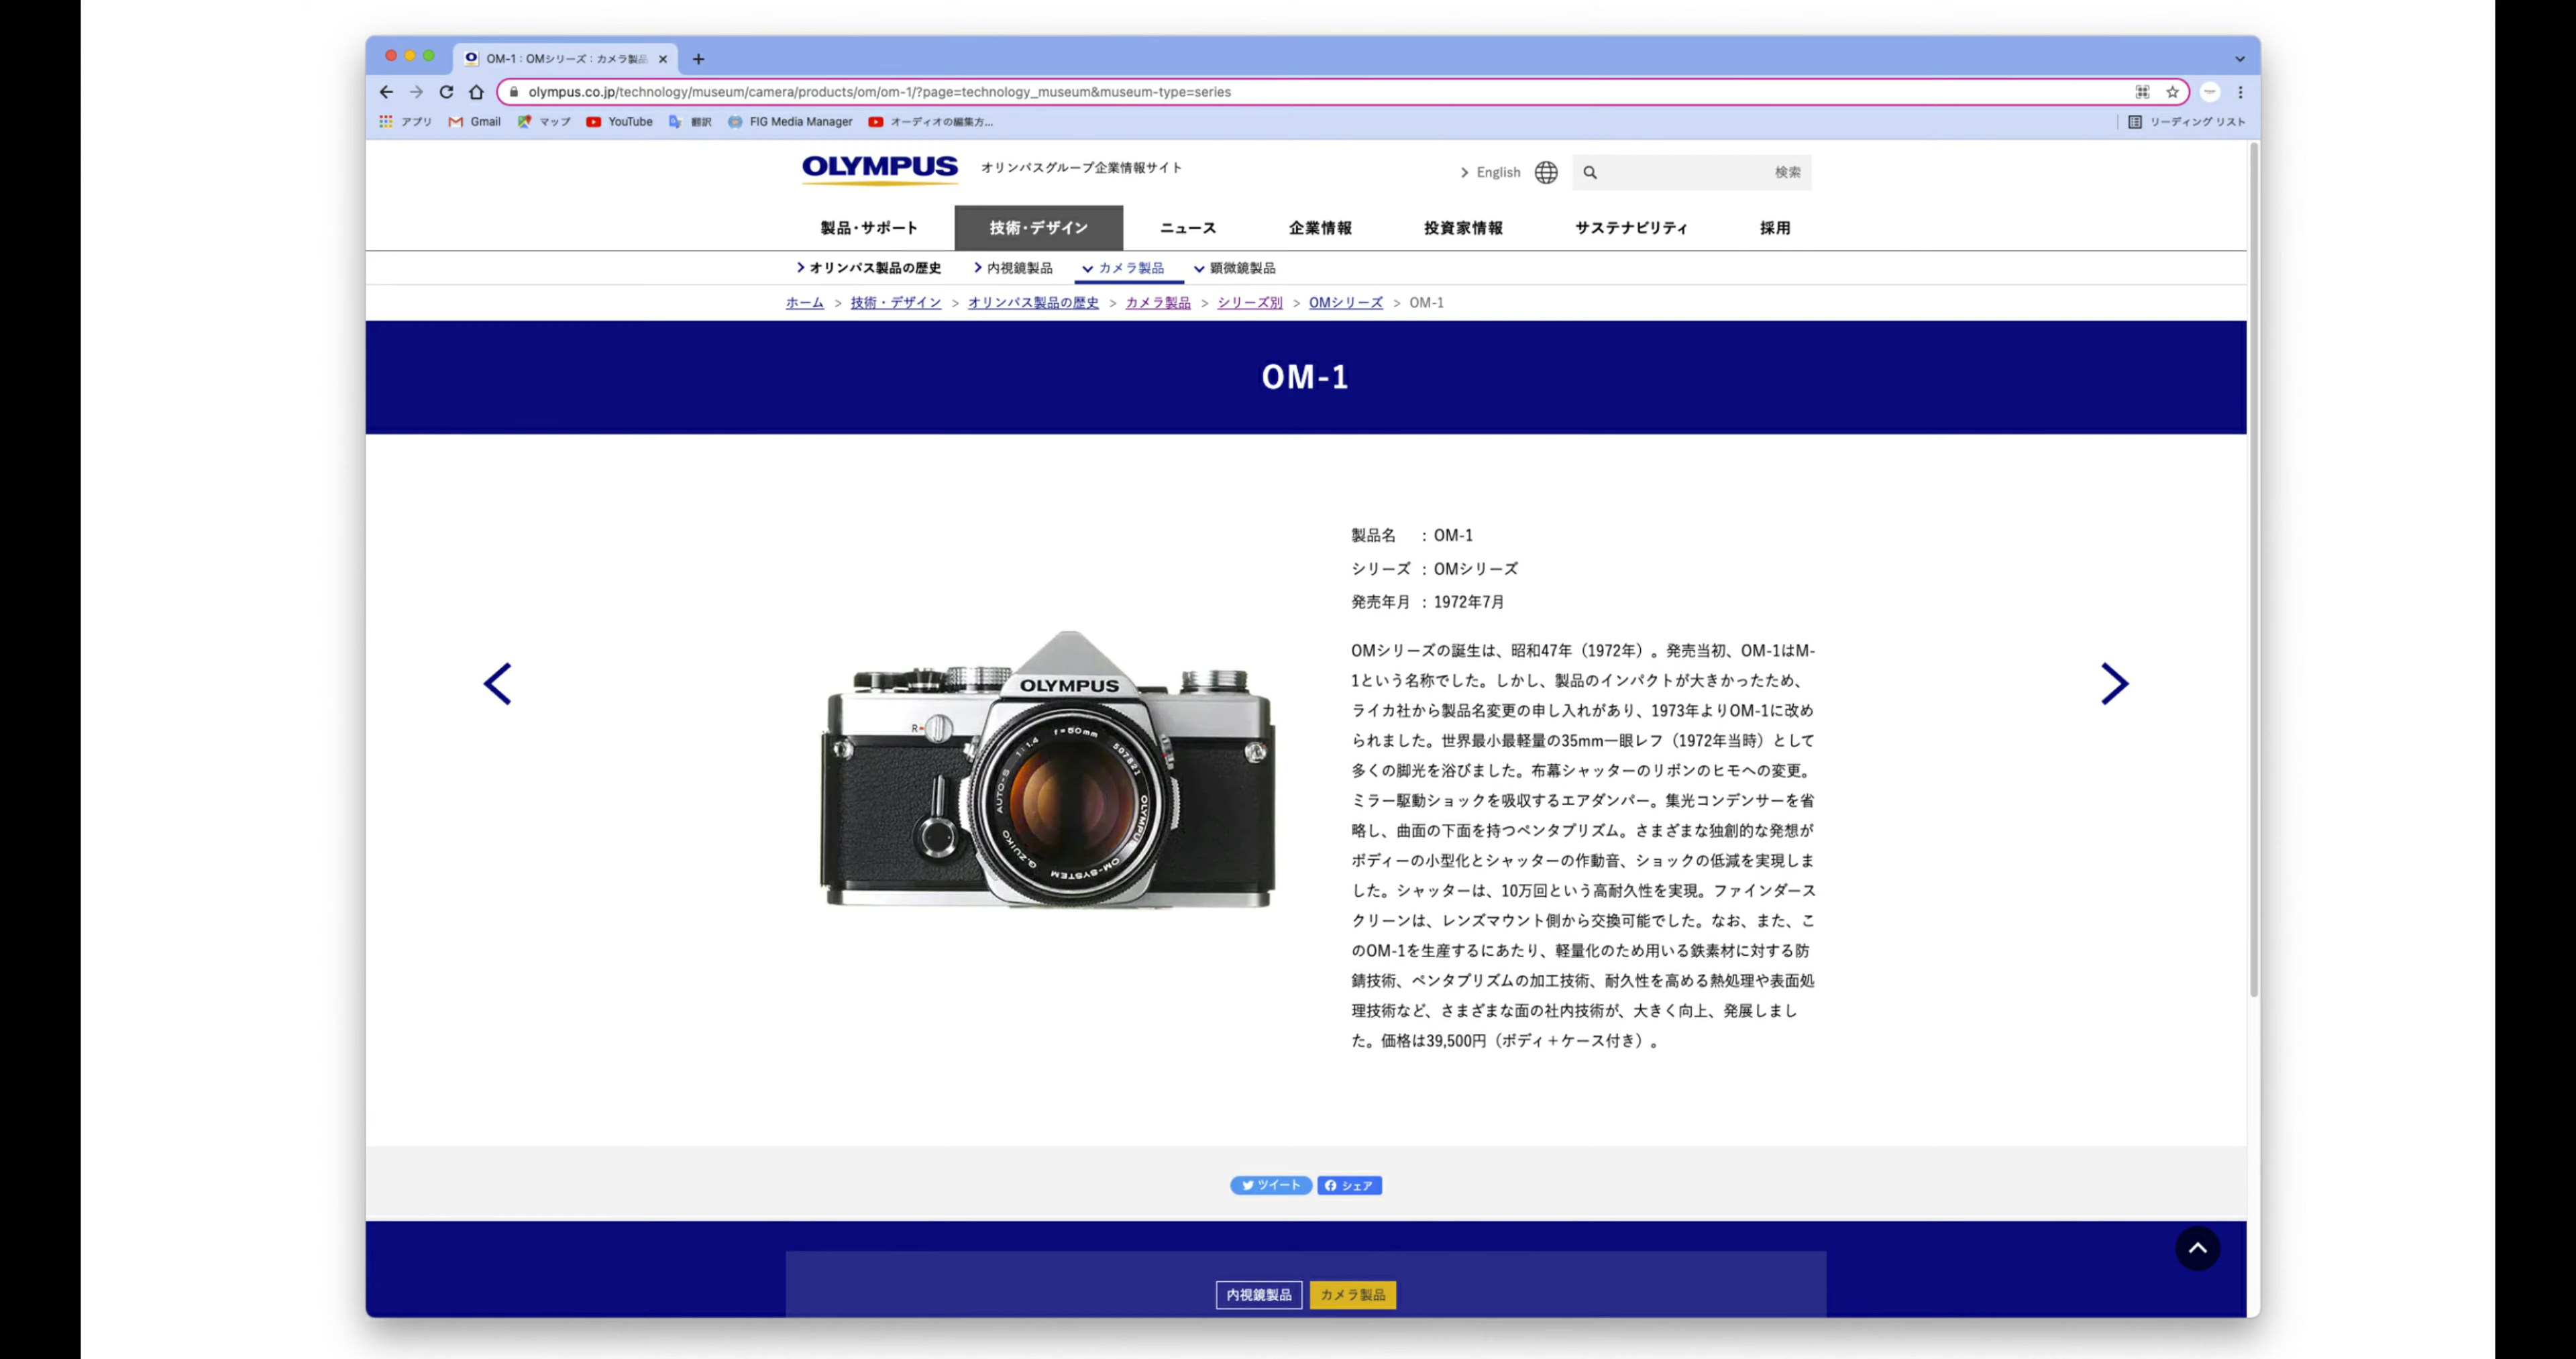 OM-1 : OMシリーズ : カメラ製品
olympus.co.jp/technology/museum/camera/products/om/om-1/?page=technology_museum&museum-type=series
アプリ Gmail マップ YouTube 翻訳 FIG Media Manager オーディオの編集方... リーディング リスト
OLYMPUS オリンパスグループ企業情報サイト English 検索
製品・サポート 技術・デザイン ニュース 企業情報 投資家情報 サステナビリティ 採用
オリンパス製品の歴史 内視鏡製品 カメラ製品 顕微鏡製品
ホーム > 技術・デザイン > オリンパス製品の歴史 > カメラ製品 > シリーズ別 > OMシリーズ > OM-1
OM-1
製品名 : OM-1
シリーズ : OMシリーズ
発売年月 : 1972年7月
OMシリーズの誕生は、昭和47年（1972年）。発売当初、OM-1はM-
1という名称でした。しかし、製品のインパクトが大きかったため、
ライカ社から製品名変更の申し入れがあり、1973年よりOM-1に改め
られました。世界最小最軽量の35mm一眼レフ（1972年当時）として
多くの脚光を浴びました。布幕シャッターのリボンのヒモへの変更。
ミラー駆動ショックを吸収するエアダンパー。集光コンデンサーを省
略し、曲面の下面を持つペンタプリズム。さまざまな独創的な発想が
ボディーの小型化とシャッターの作動音、ショックの低減を実現しま
した。シャッターは、10万回という高耐久性を実現。ファインダース
クリーンは、レンズマウント側から交換可能でした。なお、また、こ
のOM-1を生産するにあたり、軽量化のため用いる鉄素材に対する防
錆技術、ペンタプリズムの加工技術、耐久性を高める熱処理や表面処
理技術など、さまざまな面の社内技術が、大きく向上、発展しまし
た。価格は39,500円（ボディ＋ケース付き）。
OLYMPUS
R
1:1.4 f=50mm 507821
OLYMPUS OM-SYSTEM G.ZUIKO AUTO-S
ツイート シェア
内視鏡製品 カメラ製品